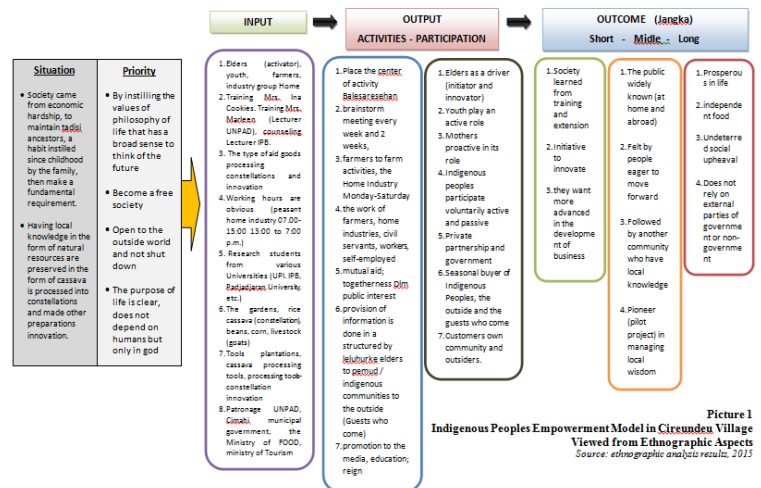 INPUT
OUTPUT
ACTIVITIES - PARTICIPATION
OUTCOME (Jangka)
Short - Midle - Long
Situation
• Society came
from economic
hardship, to
maintain tadisi
ancestors, a
habit instilled
since childhood
by the family,
then make a
fundamental
requirement.
• Having local
knowledge in the
form of natural
resources are
preserved in the
form of cassava
is processed into
constellations
and made other
preparations
innovation.
Priority
• By instilling the
values of
philosophy of
life that has a
broad sense to
think of the
future
• Become a free
society
• Open to the
outside world
and not shut
down
• The purpose of
life is clear,
does not
depend on
humans but
only in god
1.Elders (activator),
youth, farmers,
industry group Home
2.Training Mrs. Ina
Cookies. Training Mrs.
Marleen (Lecturer
UNPAD), counseling
Lecturer IPB.
3. The type of aid goods
processing
constellations and
innovation
4.Working hours are
obvious (peasant
home industry 07.00-
15:00 13:00 to 7:00
p.m.)
5. Research students
from various
Universities (UPI. IPB,
Padjadjaran University,
etc.)
6.The gardens, rice
cassava (constellation),
beans, corn, livestock
(goats)
7.Tools plantations,
cassava processing
tools, processing tools-
constellation
innovation
8.Patronage UNPAD,
Cimahi municipal
government, the
Ministry of FOOD,
ministry of Tourism
1.Place the center
of activity
Balesaresehan
2.brainstorm
meeting every
week and 2
weeks,
3.farmers to farm
activities, the
Home Industry
Monday-Saturday
4.the work of
farmers, home
industries, civil
servants, workers,
self-employed
5.mutual aid;
togetherness Dlm
public interest
6.provision of
information is
done in a
structured by
leluhurke elders
to pemud /
indigenous
communities to
the outside
(Guests who
come)
7.promotion to the
media, education;
reign
1.Elders as a driver
(initiator and
innovator)
2.Youth play an
active role
3.Mothers
proactive in its
role
4.Indigenous
peoples
participate
voluntarily active
and passive
5.Private
partnership and
government
6.Seasonal buyer of
Indigenous
Peoples, the
outside and the
guests who come
7.Customers own
community and
outsiders.
1.Society
learned
from
training
and
extension
2.Initiative
to
innovate
3.they want
more
advanced
in the
developme
nt of
business
1.The public
widely
known (at
home and
abroad)
2.Felt by
people
eager to
move
forward
3.Followed
by another
community
who have
local
knowledge
4.Pioneer
(pilot
project) in
managing
local
wisdom
1.Prosperou
s in life
2.independe
nt food
3.Undeterre
d social
upheaval
4.Does not
rely on
external
parties of
governme
nt or non-
governme
nt
Picture 1
Indigenous Peoples Empowerment Model in Cireundeu Village
Viewed from Ethnographic Aspects
Source: ethnographic analysis results, 2015